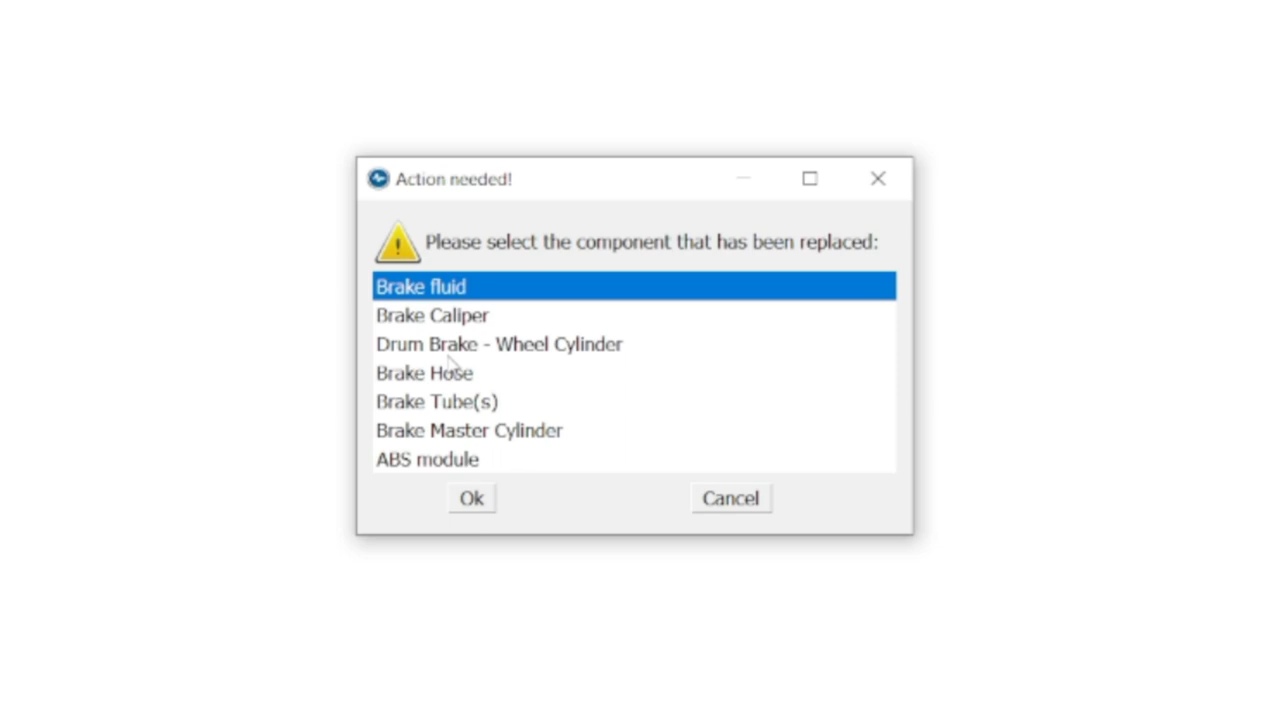 Action needed!
Please select the component that has been replaced:
Brake fluid
Brake Caliper
Drum Brake - Wheel Cylinder
Brake Hose
Brake Tube(s)
Brake Master Cylinder
ABS module
Ok Cancel